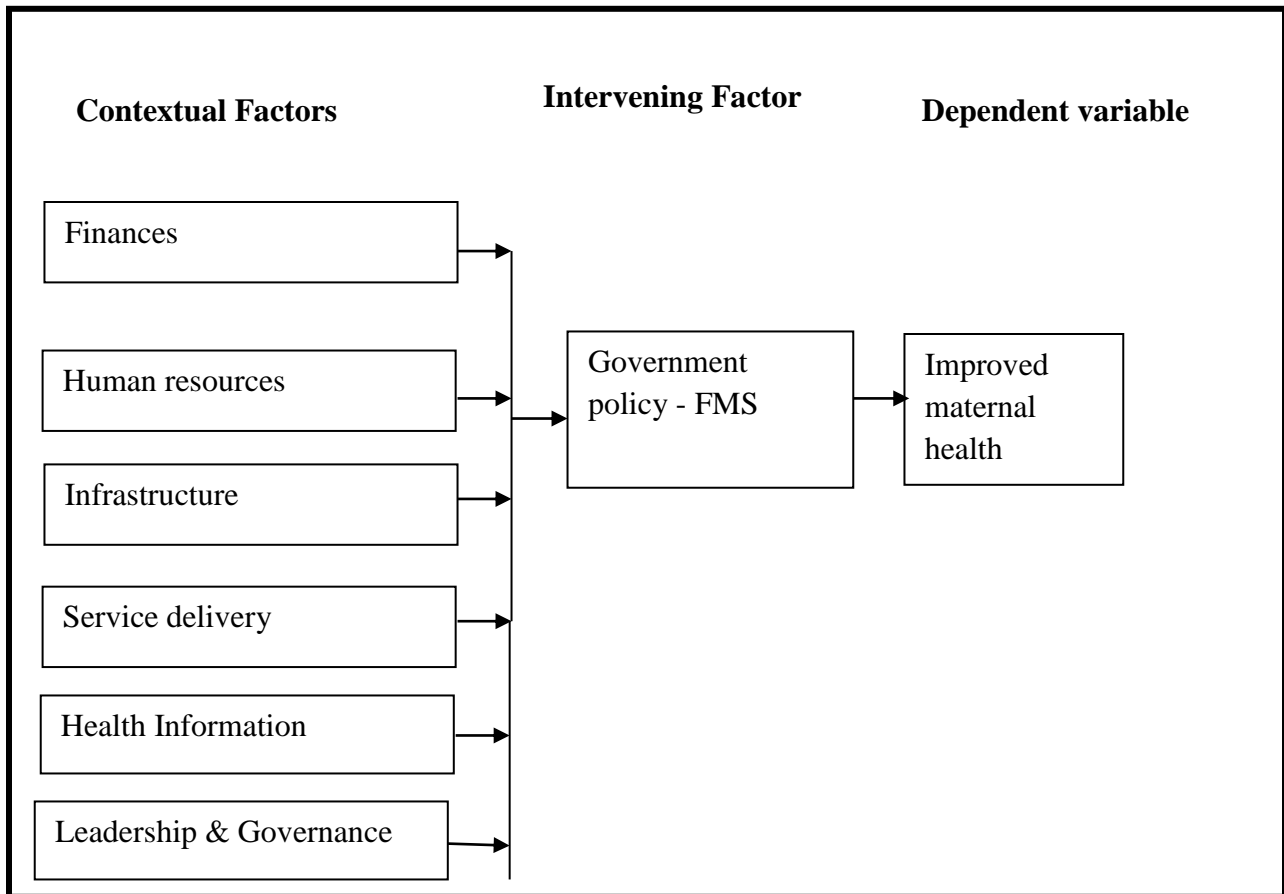 Contextual Factors
Intervening Factor
Dependent variable
Finances
Human resources
Infrastructure
Service delivery
Health Information
Leadership & Governance
Government
policy - FMS
Improved
maternal
health